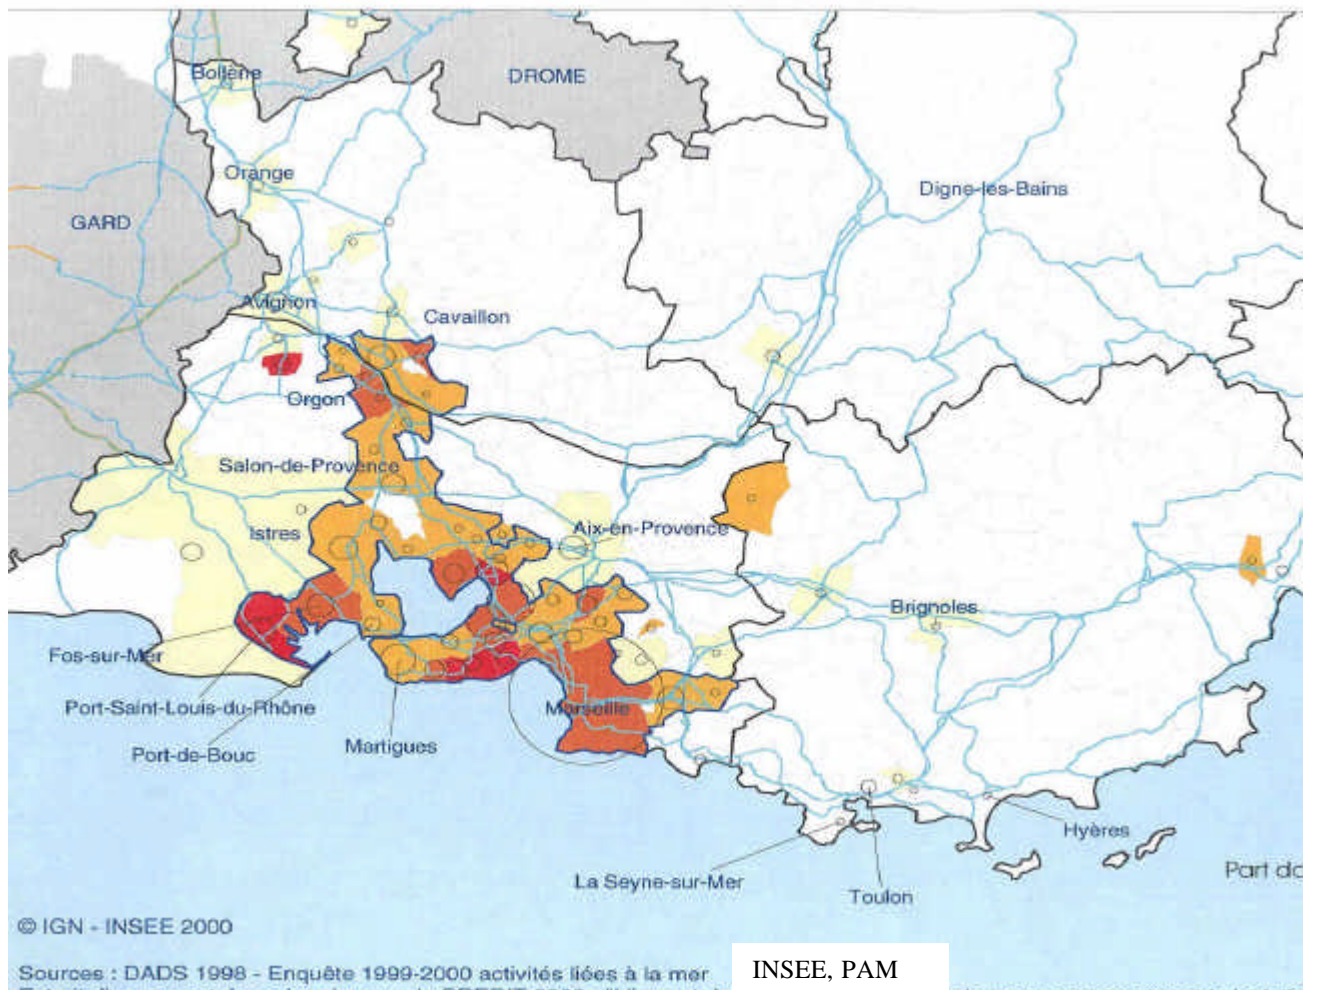 Bollène
DROME
Orange
Digne-les-Bains
GARD
Avignon
Cavaillon
Orgon
Salon-de-Provence
Istres
Aix-en-Provence
Brignoles
Fos-sur-Mer
Port-Saint-Louis-du-Rhône
Marseille
Port-de-Bouc
Martigues
Hyères
La Seyne-sur-Mer
Toulon
Part do
© IGN - INSEE 2000
Sources : DADS 1998 - Enquête 1999-2000 activités liées à la mer
INSEE, PAM